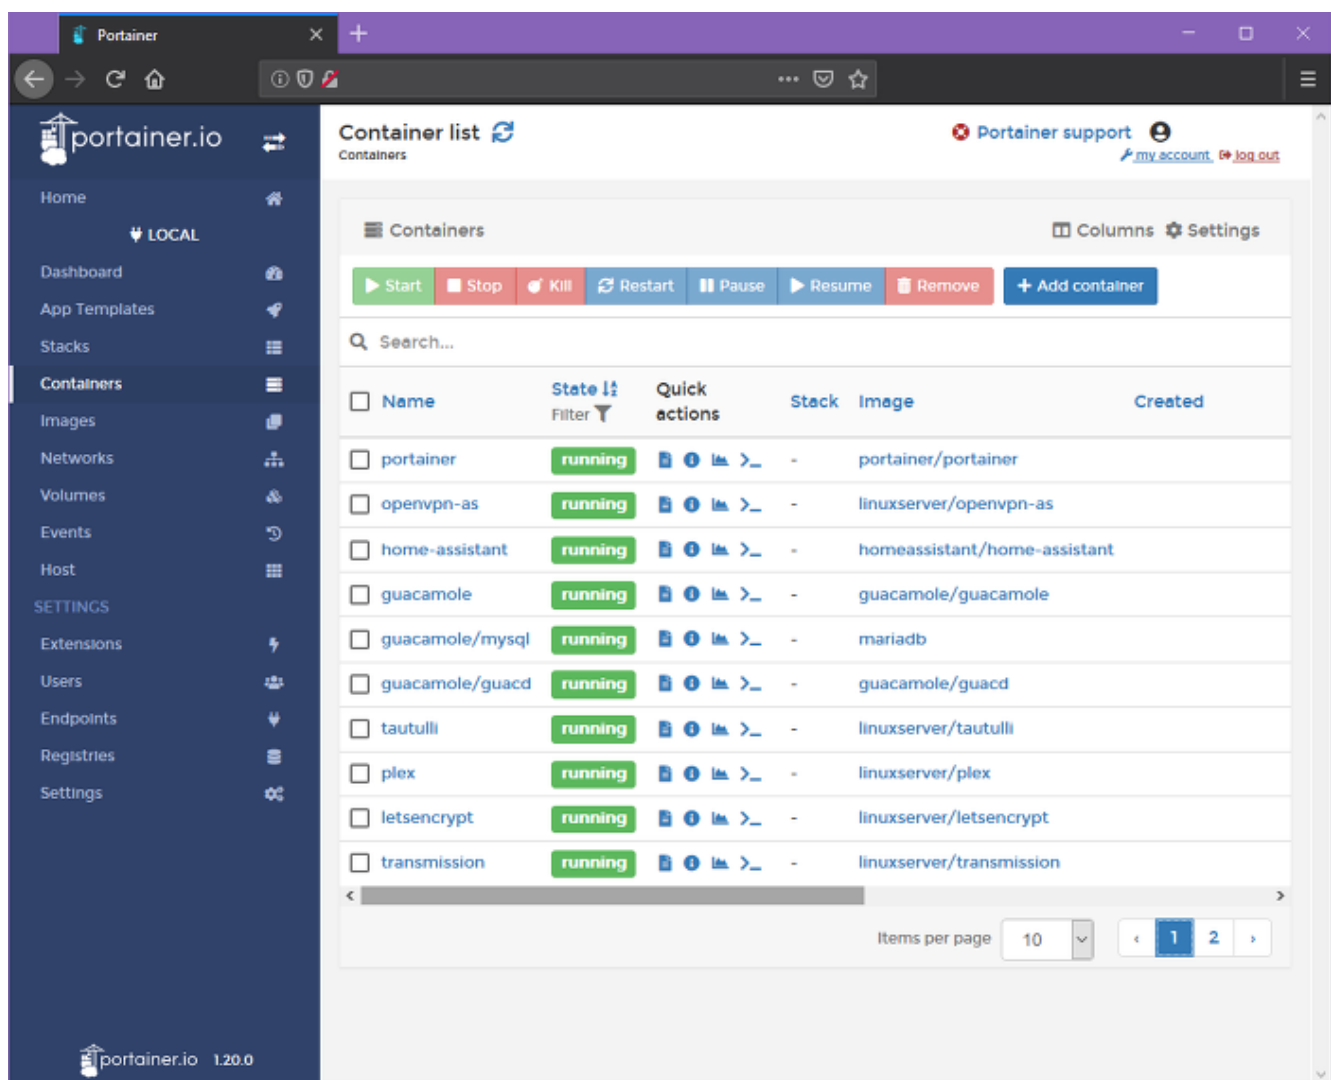 Portainer
portainer.io
Container list
Containers
Portainer support
my account log out
Home
LOCAL
Dashboard
App Templates
Stacks
Containers
Images
Networks
Volumes
Events
Host
SETTINGS
Extensions
Users
Endpoints
Registries
Settings
portainer.io 1.20.0
Containers
Columns Settings
Start Stop Kill Restart Pause Resume Remove + Add container
Search...
Name State Filter Quick actions Stack Image Created
portainer running - portainer/portainer
openvpn-as running - linuxserver/openvpn-as
home-assistant running - homeassistant/home-assistant
guacamole running - guacamole/guacamole
guacamole/mysql running - mariadb
guacamole/guacd running - guacamole/guacd
tautulli running - linuxserver/tautulli
plex running - linuxserver/plex
letsencrypt running - linuxserver/letsencrypt
transmission running - linuxserver/transmission
Items per page 10 ‹ 1 2 ›